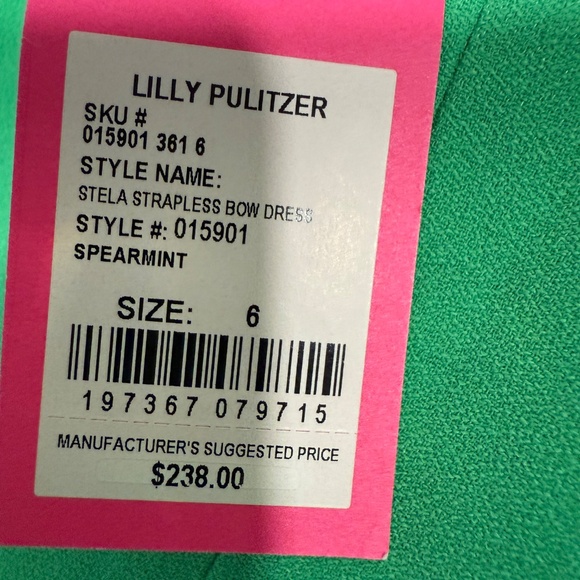 LILLY PULITZER
SKU #
015901 361 6
STYLE NAME:
STELA STRAPLESS BOW DRESS
STYLE #: 015901
SPEARMINT
SIZE: 6
197367 079715
MANUFACTURER'S SUGGESTED PRICE
$238.00